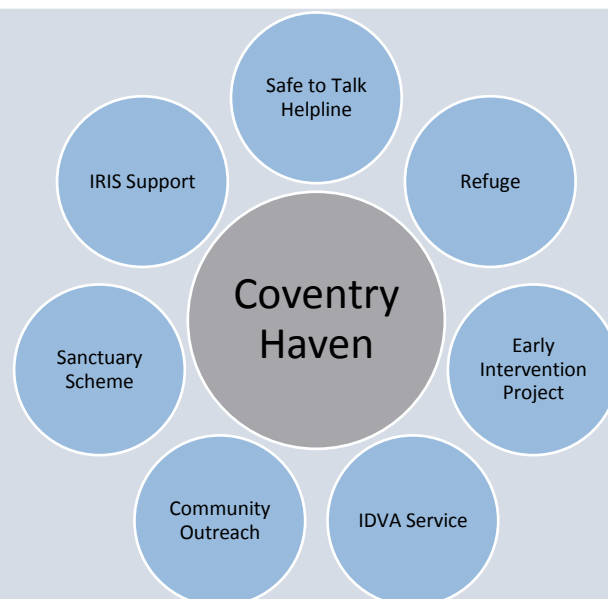 Safe to Talk
Helpline
IRIS Support
Refuge
Coventry
Haven
Sanctuary
Scheme
Early
Intervention
Project
Community
Outreach
IDVA Service